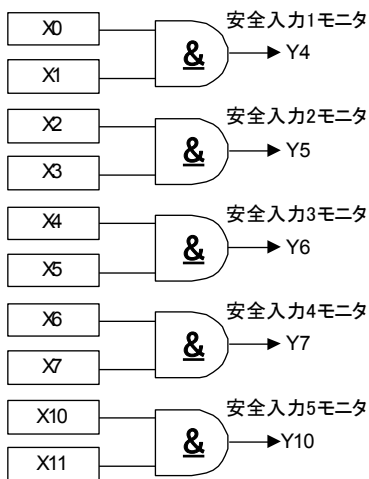 X0
安全入力1モニタ
&
Y4
X1
X2
安全入力2モニタ
&
Y5
X3
X4
安全入力3モニタ
&
Y6
X5
X6
安全入力4モニタ
&
Y7
X7
X10
安全入力5モニタ
&
Y10
X11